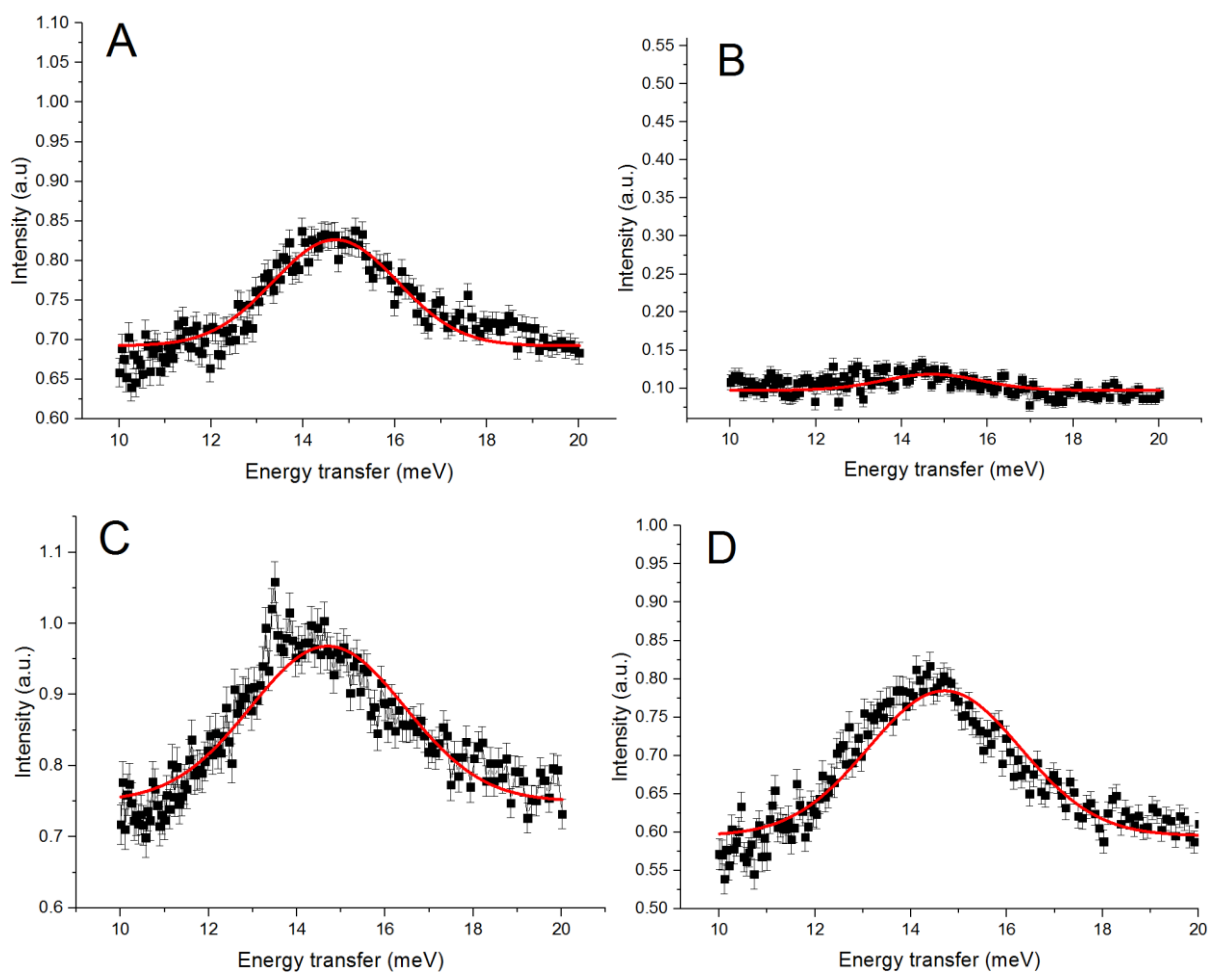 A
Intensity (a.u)
1.10
1.05
1.00
0.95
0.90
0.85
0.80
0.75
0.70
0.65
0.60
10 12 14 16 18 20
Energy transfer (meV)
B
Intensity (a.u.)
0.55
0.50
0.45
0.40
0.35
0.30
0.25
0.20
0.15
0.10
10 12 14 16 18 20
Energy transfer (meV)
C
Intensity (a.u.)
1.1
1.0
0.9
0.8
0.7
0.6
10 12 14 16 18 20
Energy transfer (meV)
D
Intensity (a.u.)
1.00
0.95
0.90
0.85
0.80
0.75
0.70
0.65
0.60
0.55
0.50
10 12 14 16 18 20
Energy transfer (meV)